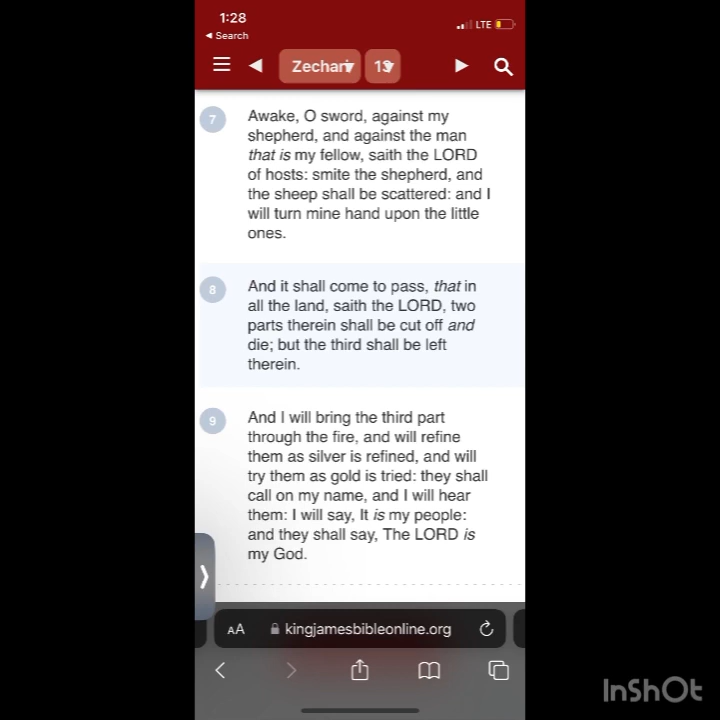 1:28
LTE
◀ Search
Zechari
13
7
Awake, O sword, against my
shepherd, and against the man
that is my fellow, saith the LORD
of hosts: smite the shepherd, and
the sheep shall be scattered: and I
will turn mine hand upon the little
ones.
8
And it shall come to pass, that in
all the land, saith the LORD, two
parts therein shall be cut off and
die; but the third shall be left
therein.
9
And I will bring the third part
through the fire, and will refine
them as silver is refined, and will
try them as gold is tried: they shall
call on my name, and I will hear
them: I will say, It is my people:
and they shall say, The LORD is
my God.
AA
kingjamesbibleonline.org
InShOt